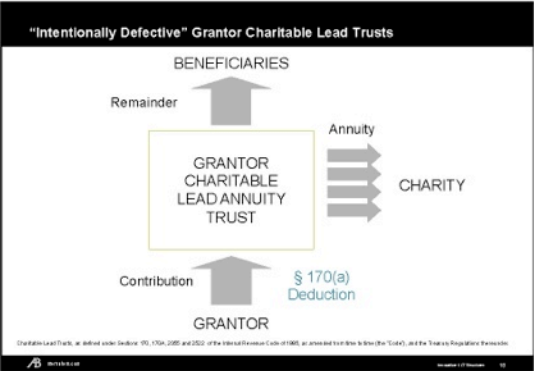 "Intentionally Defective" Grantor Charitable Lead Trusts
BENEFICIARIES
Remainder
Annuity
GRANTOR
CHARITABLE
LEAD ANNUITY
TRUST
CHARITY
Contribution
§ 170(a)
Deduction
GRANTOR
Charitable Lead Trusts, as defined under Sections 170, 170A, 2055 and 2522 of the Internal Revenue Code of 1986, as amended from time to time (the "Code"), and the Treasury Regulations thereunder.
AB